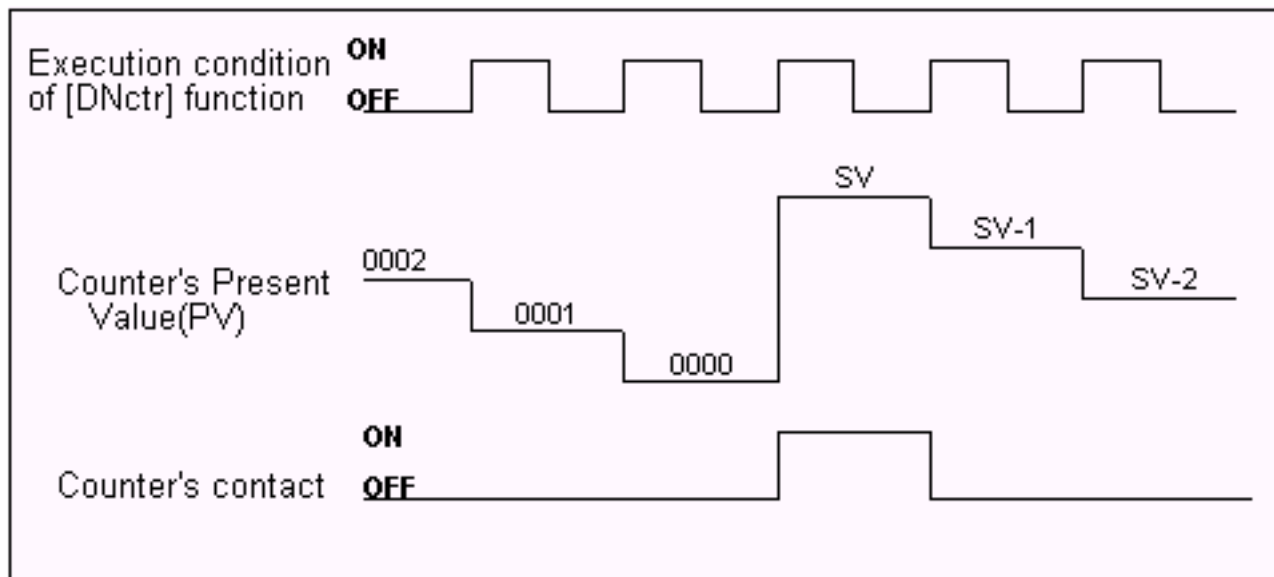 Execution condition
of [DNctr] function
ON
OFF
SV
SV-1
SV-2
0002
0001
0000
Counter's Present
Value(PV)
ON
OFF
Counter's contact